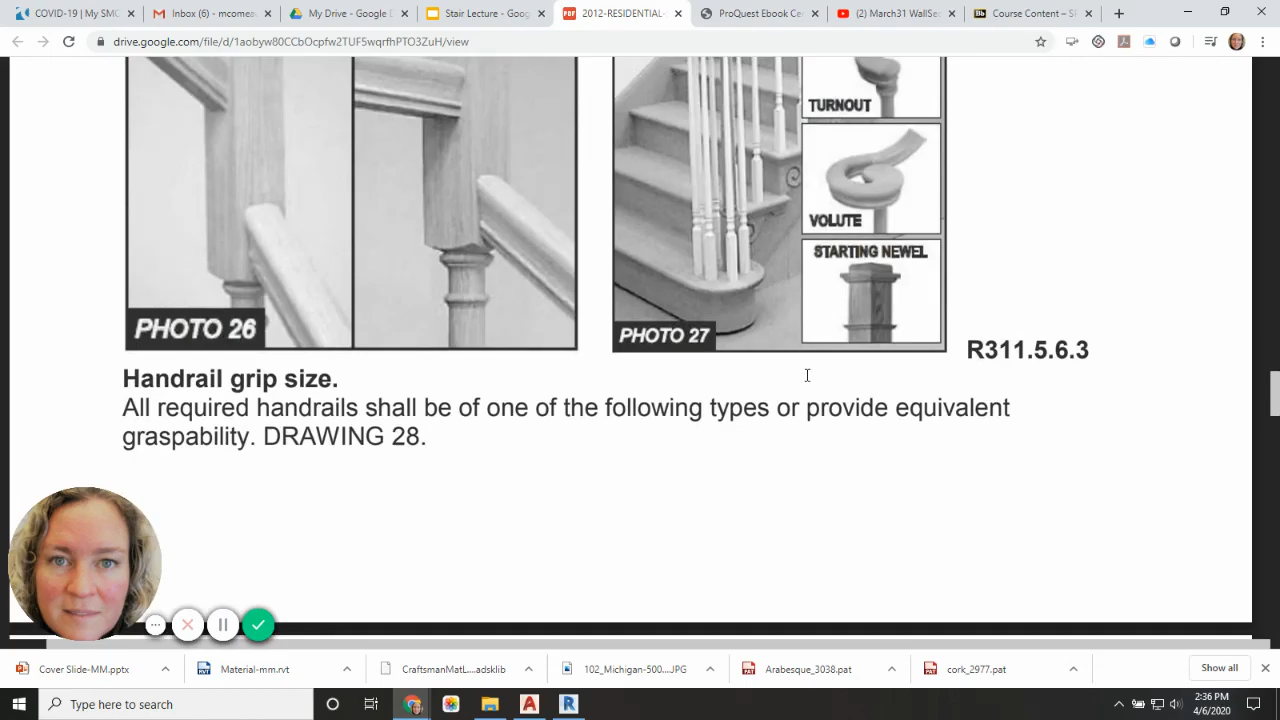 COVID-19 | My SMC
Inbox (6) - mcomea
My Drive - Google D
Stair Lecture - Goog
2012-RESIDENTIAL-
ProQuest Ebook Cen
(2) March31 WallSec
Course Content – SP
drive.google.com/file/d/1aobyw80CCbOcpfw2TUF5wqrfhPTO3ZuH/view
TURNOUT
VOLUTE
STARTING NEWEL
PHOTO 26
PHOTO 27
R311.5.6.3
Handrail grip size.
All required handrails shall be of one of the following types or provide equivalent
graspability. DRAWING 28.
Cover Slide-MM.pptx
Material-mm.rvt
CraftsmanMatL....adsklib
102_Michigan-500...JPG
Arabesque_3038.pat
cork_2977.pat
Show all
Type here to search
2:36 PM
4/6/2020